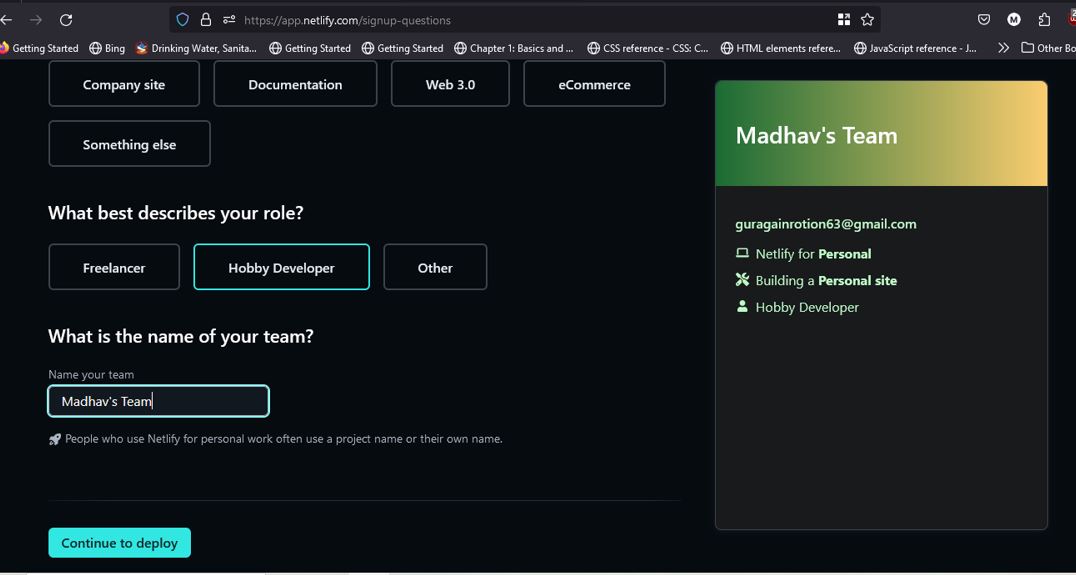 https://app.netlify.com/signup-questions
M
Getting Started Bing Drinking Water, Sanita... Getting Started Getting Started Chapter 1: Basics and ... CSS reference - CSS: C... HTML elements refere... JavaScript reference - J... Other Bo
Company site Documentation Web 3.0 eCommerce
Something else
What best describes your role?
Freelancer Hobby Developer Other
What is the name of your team?
Name your team
Madhav's Team
People who use Netlify for personal work often use a project name or their own name.
Continue to deploy
Madhav's Team
guragainrotion63@gmail.com
Netlify for Personal
Building a Personal site
Hobby Developer